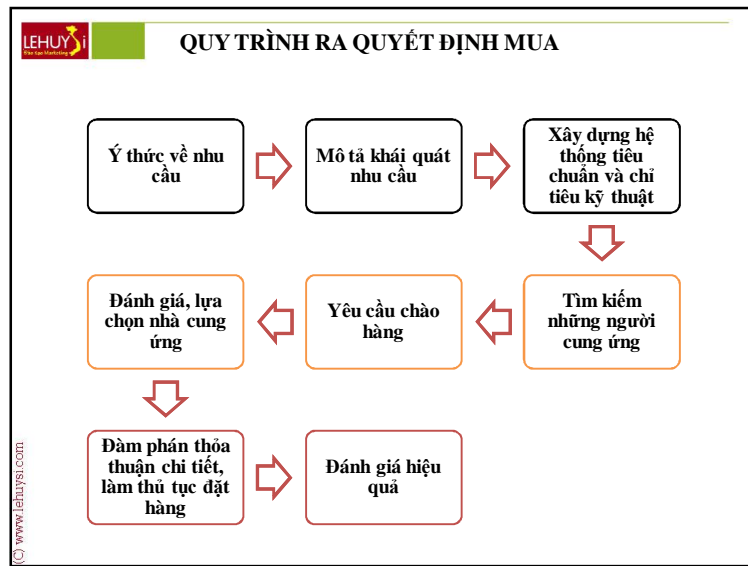 LEHUYSi
Đào tạo Marketing
QUY TRÌNH RA QUYẾT ĐỊNH MUA
Ý thức về nhu
cầu
Mô tả khái quát
nhu cầu
Xây dựng hệ
thống tiêu
chuẩn và chỉ
tiêu kỹ thuật
Tìm kiếm
những người
cung ứng
Yêu cầu chào
hàng
Đánh giá, lựa
chọn nhà cung
ứng
Đàm phán thỏa
thuận chi tiết,
làm thủ tục đặt
hàng
Đánh giá hiệu
quả
(C) www.lehuysi.com